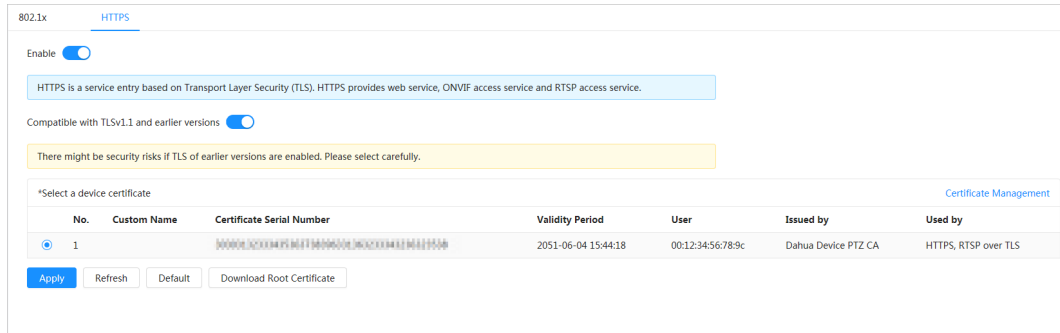 802.1x HTTPS
Enable
HTTPS is a service entry based on Transport Layer Security (TLS). HTTPS provides web service, ONVIF access service and RTSP access service.
Compatible with TLSv1.1 and earlier versions
There might be security risks if TLS of earlier versions are enabled. Please select carefully.
*Select a device certificate Certificate Management
No. Custom Name Certificate Serial Number Validity Period User Issued by Used by
1 2051-06-04 15:44:18 00:12:34:56:78:9c Dahua Device PTZ CA HTTPS, RTSP over TLS
Apply Refresh Default Download Root Certificate